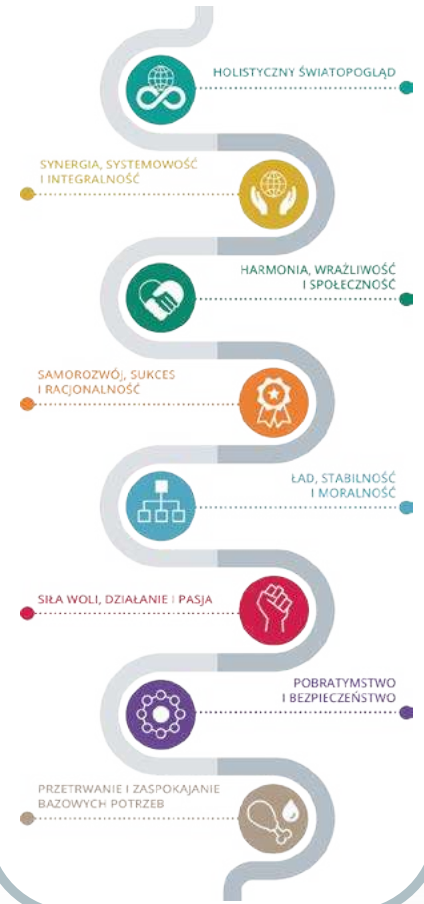 HOLISTYCZNY ŚWIATOPOGLĄD
SYNERGIA, SYSTEMOWOŚĆ
I INTEGRALNOŚĆ
HARMONIA, WRAŻLIWOŚĆ
I SPOŁECZNOŚĆ
SAMOROZWÓJ, SUKCES
I RACJONALNOŚĆ
ŁAD, STABILNOŚĆ
I MORALNOŚĆ
SIŁA WOLI, DZIAŁANIE I PASJA
POBRATYMSTWO
I BEZPIECZEŃSTWO
PRZETRWANIE I ZASPOKAJANIE
BAZOWYCH POTRZEB